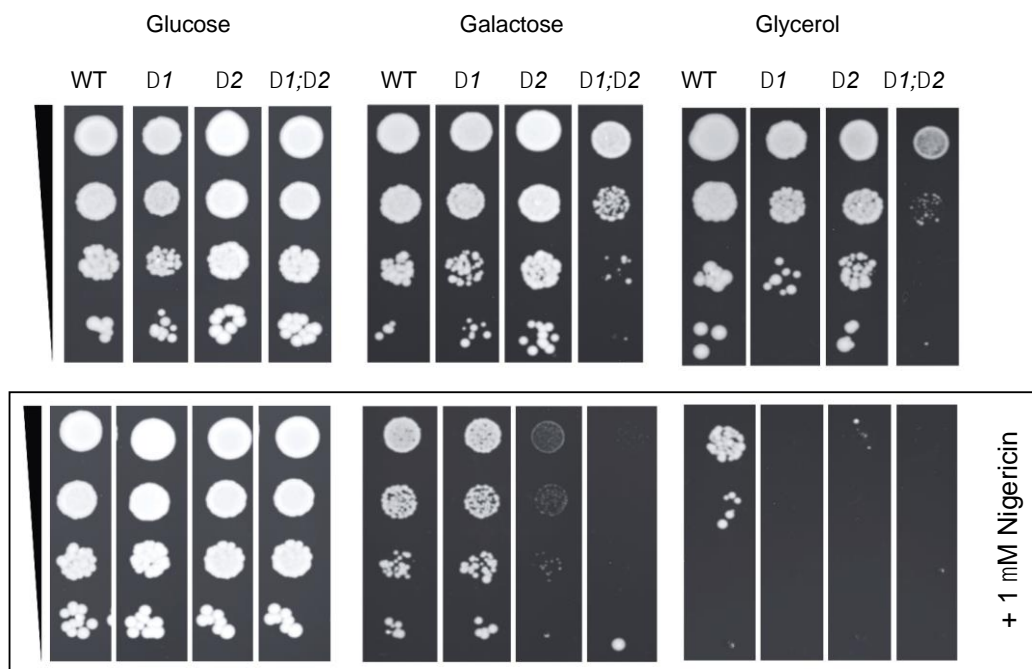 Glucose Galactose Glycerol
WT D1 D2 D1;D2 WT D1 D2 D1;D2 WT D1 D2 D1;D2
+ 1 mM Nigericin